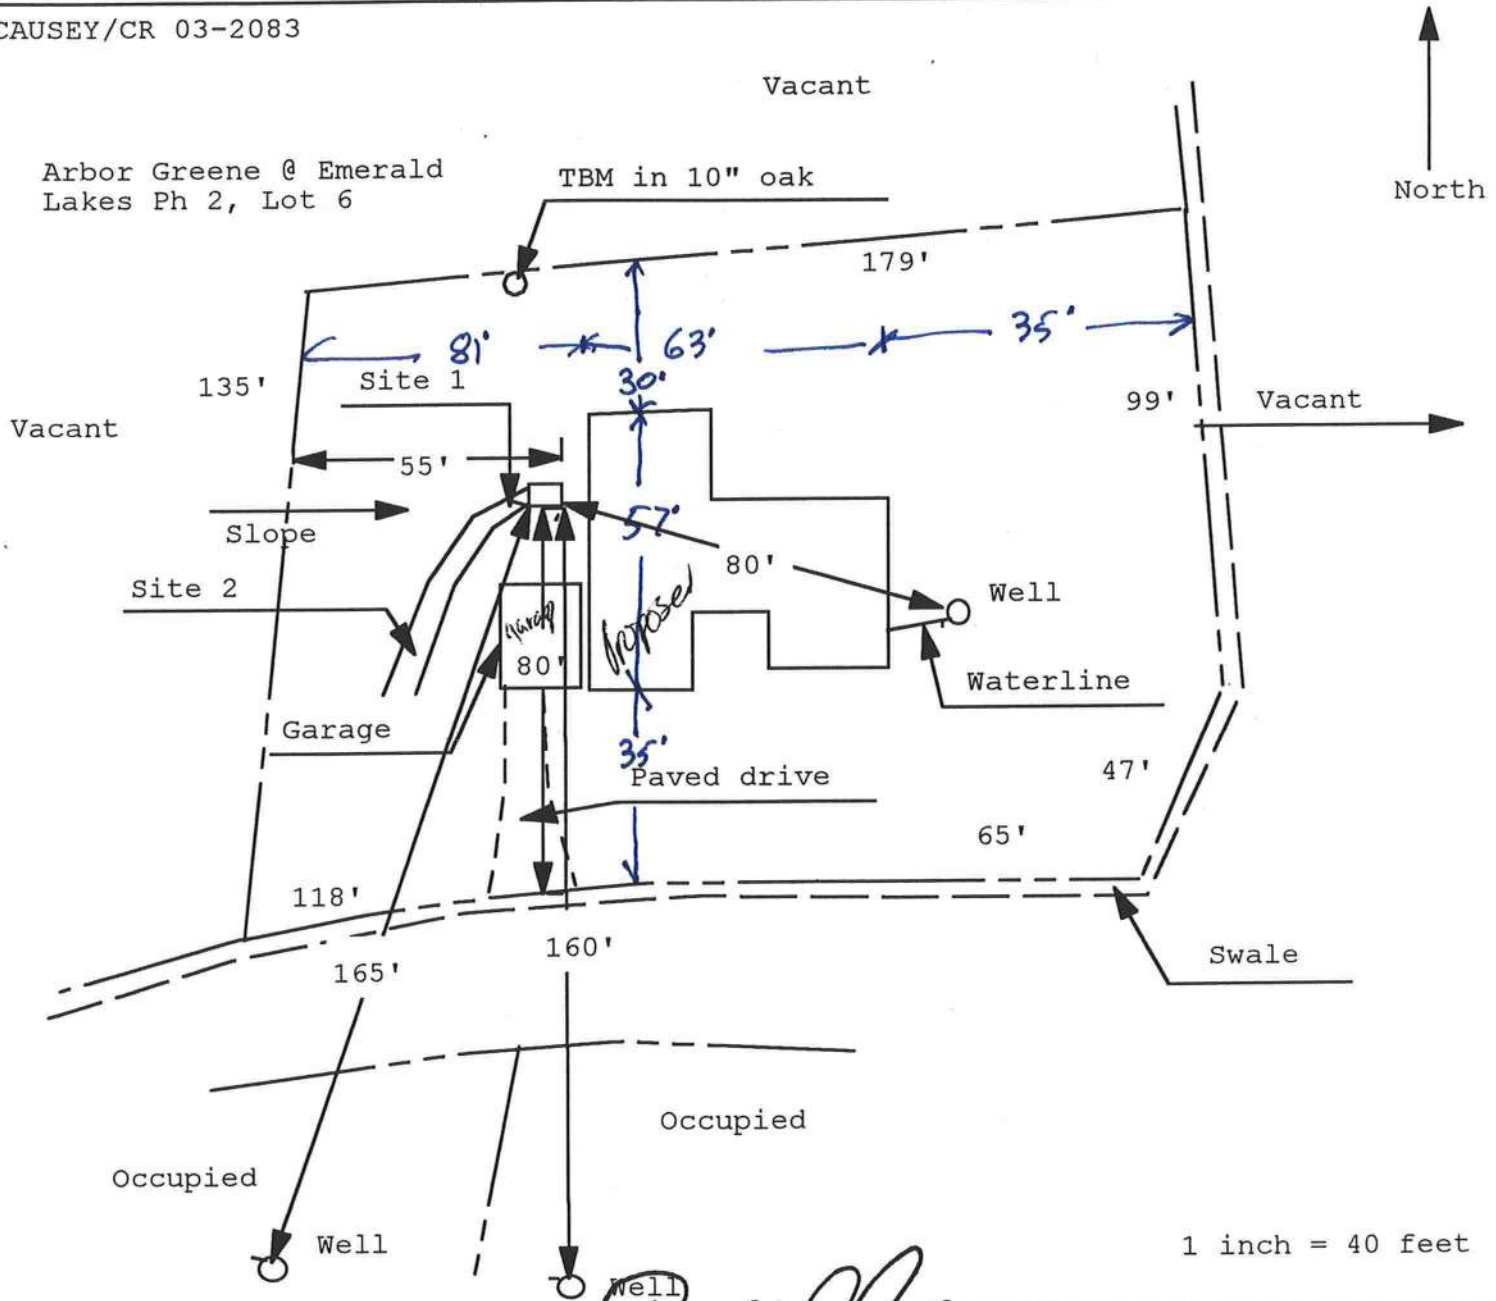 CAUSEY/CR 03-2083
Vacant
Arbor Greene @ Emerald
Lakes Ph 2, Lot 6
TBM in 10" oak
North
179'
81'
63'
35'
135'
Site 1
30'
99'
Vacant
Vacant
55'
57'
Slope
80'
Site 2
Well
garage
Proposed
80'
Waterline
Garage
35'
Paved drive
47'
65'
118'
160'
165'
Swale
Occupied
Occupied
Well
1 inch = 40 feet
Well